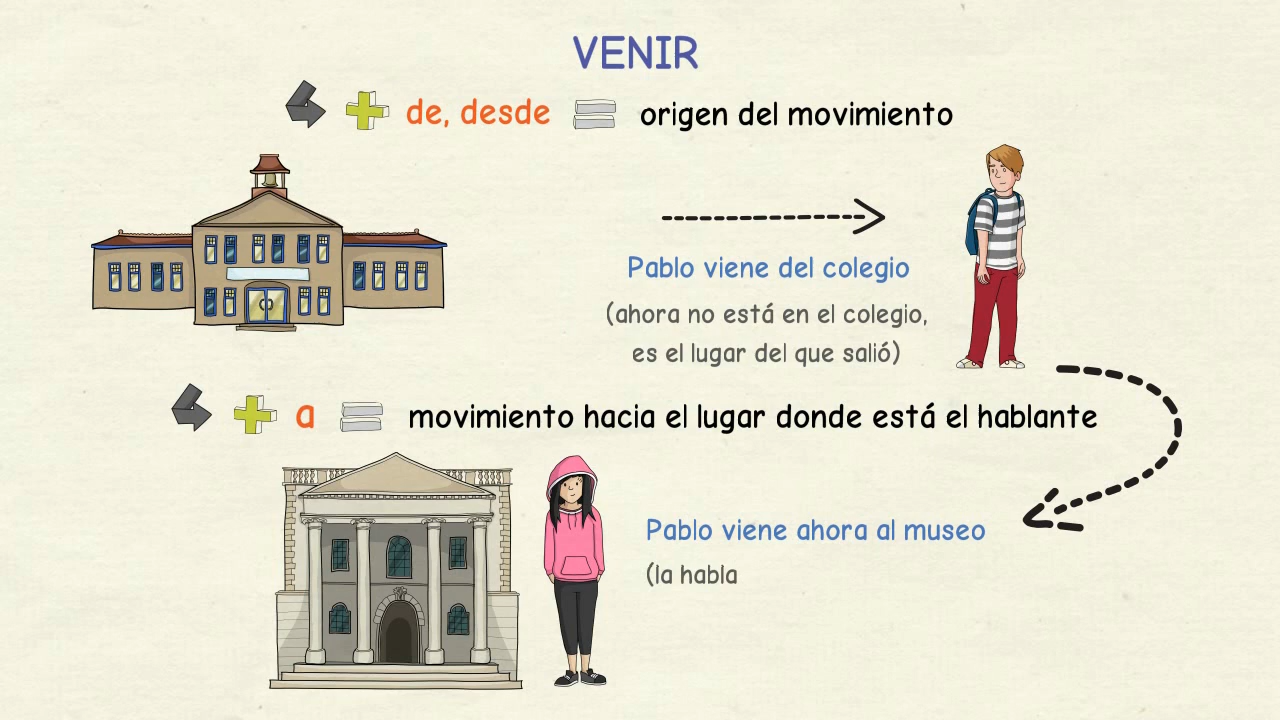 VENIR
de, desde
origen del movimiento
Pablo viene del colegio
(ahora no está en el colegio,
es el lugar del que salió)
a
movimiento hacia el lugar donde está el hablante
Pablo viene ahora al museo
(la habla